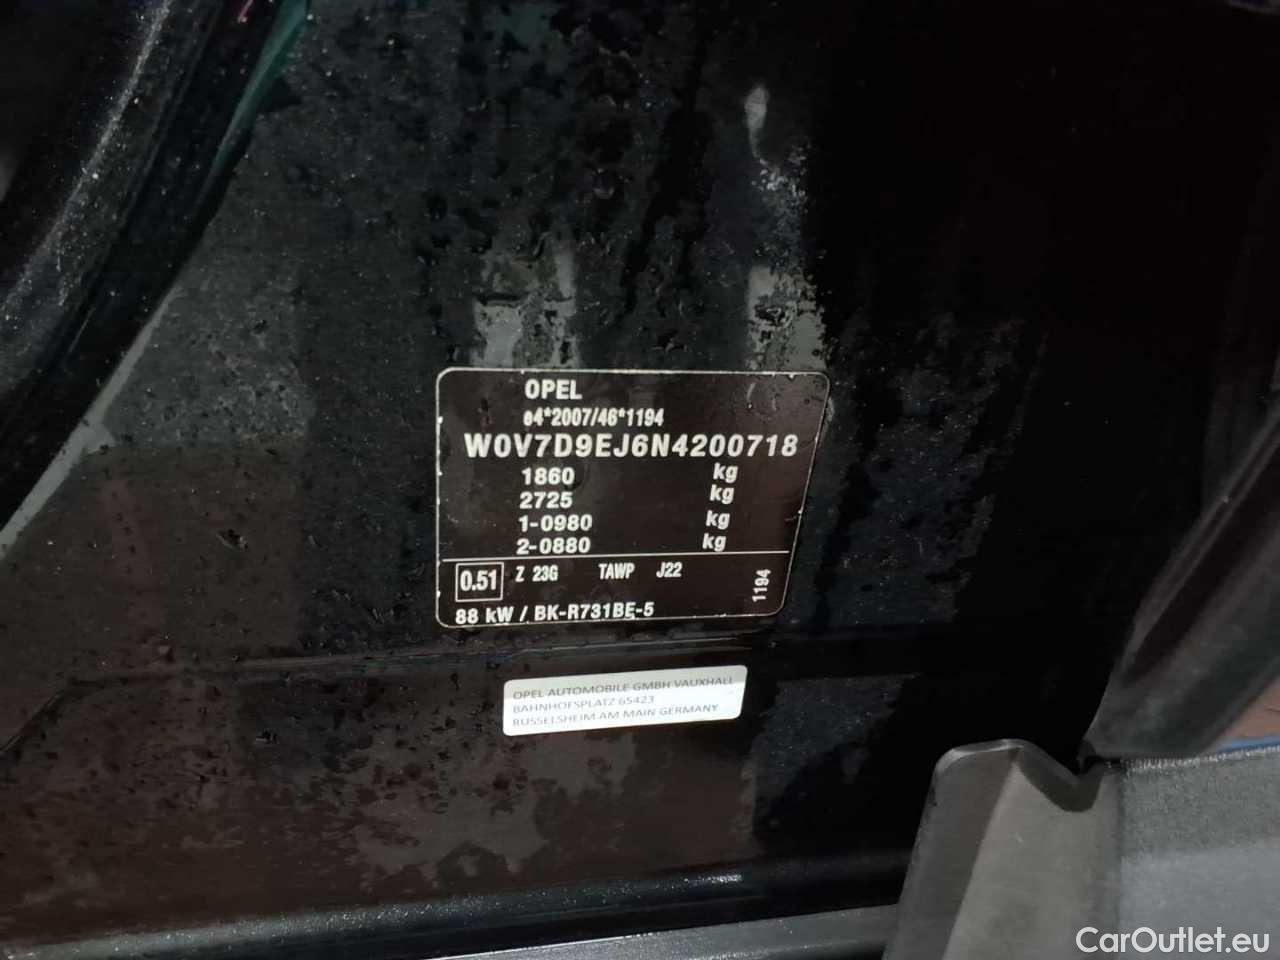 OPEL
e4*2007/46*1194
W0V7D9EJ6N4200718
1860 kg
2725 kg
1-0980 kg
2-0880 kg
0.51 Z 23G TAWP J22
1194
88 kW / BK-R731BE-5
OPEL AUTOMOBILE GMBH VAUXHALL
BAHNHOFSPLATZ 65423
RUSSELSHEIM AM MAIN GERMANY
CarOutlet.eu